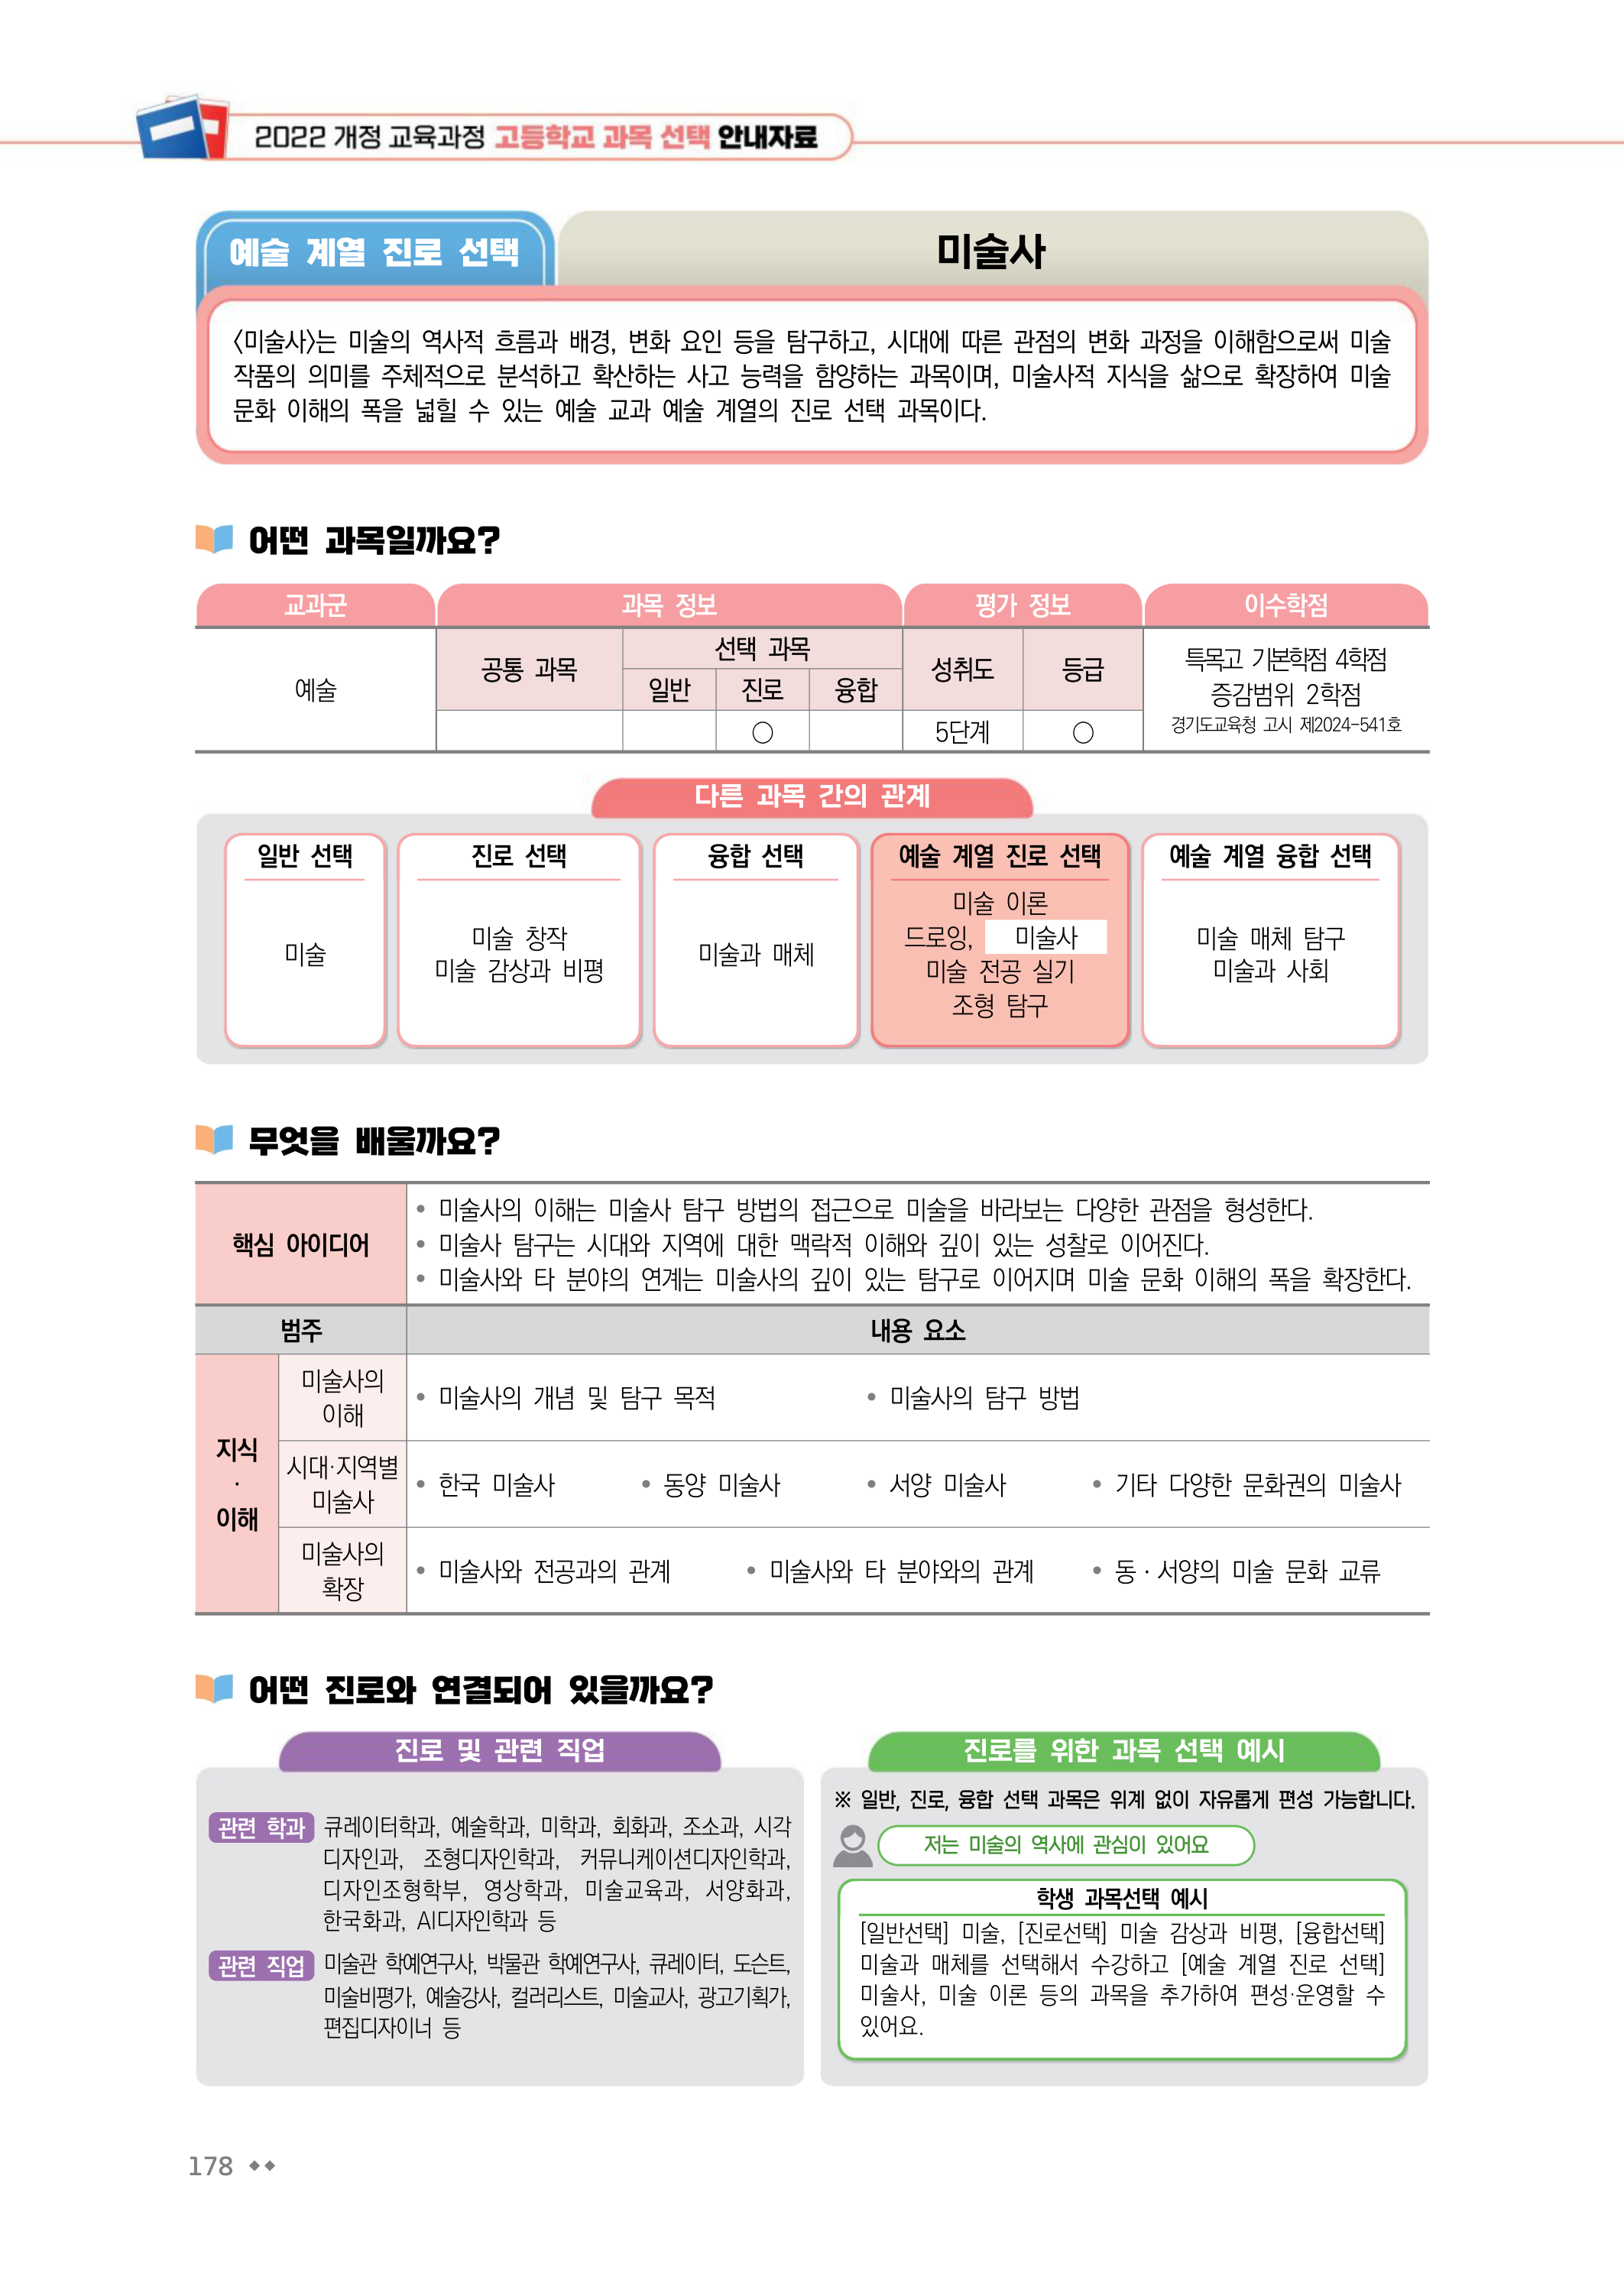 2022 개정 교육과정 고등학교 과목 선택 안내자료
예술 계열 진로 선택
미술사
〈미술사〉는 미술의 역사적 흐름과 배경, 변화 요인 등을 탐구하고, 시대에 따른 관점의 변화 과정을 이해함으로써 미술
작품의 의미를 주체적으로 분석하고 확산하는 사고 능력을 함양하는 과목이며, 미술사적 지식을 삶으로 확장하여 미술
문화 이해의 폭을 넓힐 수 있는 예술 교과 예술 계열의 진로 선택 과목이다.
어떤 과목일까요?
교과군 과목 정보 평가 정보 이수학점
예술
공통 과목
선택 과목
일반 진로 융합
성취도 등급
○ 5단계 ○
특목고 기본학점 4학점
증감범위 2학점
경기도교육청 고시 제2024-541호
다른 과목 간의 관계
일반 선택
미술
진로 선택
미술 창작
미술 감상과 비평
융합 선택
미술과 매체
예술 계열 진로 선택
미술 이론
드로잉, 미술사
미술 전공 실기
조형 탐구
예술 계열 융합 선택
미술 매체 탐구
미술과 사회
무엇을 배울까요?
핵심 아이디어
• 미술사의 이해는 미술사 탐구 방법의 접근으로 미술을 바라보는 다양한 관점을 형성한다.
• 미술사 탐구는 시대와 지역에 대한 맥락적 이해와 깊이 있는 성찰로 이어진다.
• 미술사와 타 분야의 연계는 미술사의 깊이 있는 탐구로 이어지며 미술 문화 이해의 폭을 확장한다.
범주 내용 요소
지식
·
이해
미술사의
이해
• 미술사의 개념 및 탐구 목적 • 미술사의 탐구 방법
시대·지역별
미술사
• 한국 미술사 • 동양 미술사 • 서양 미술사 • 기타 다양한 문화권의 미술사
미술사의
확장
• 미술사와 전공과의 관계 • 미술사와 타 분야와의 관계 • 동·서양의 미술 문화 교류
어떤 진로와 연결되어 있을까요?
진로 및 관련 직업
관련 학과 큐레이터학과, 예술학과, 미학과, 회화과, 조소과, 시각
디자인과, 조형디자인학과, 커뮤니케이션디자인학과,
디자인조형학부, 영상학과, 미술교육과, 서양화과,
한국화과, AI디자인학과 등
관련 직업 미술관 학예연구사, 박물관 학예연구사, 큐레이터, 도슨트,
미술비평가, 예술강사, 컬러리스트, 미술교사, 광고기획가,
편집디자이너 등
진로를 위한 과목 선택 예시
※ 일반, 진로, 융합 선택 과목은 위계 없이 자유롭게 편성 가능합니다.
저는 미술의 역사에 관심이 있어요
학생 과목선택 예시
[일반선택] 미술, [진로선택] 미술 감상과 비평, [융합선택]
미술과 매체를 선택해서 수강하고 [예술 계열 진로 선택]
미술사, 미술 이론 등의 과목을 추가하여 편성·운영할 수
있어요.
178 ◆◆